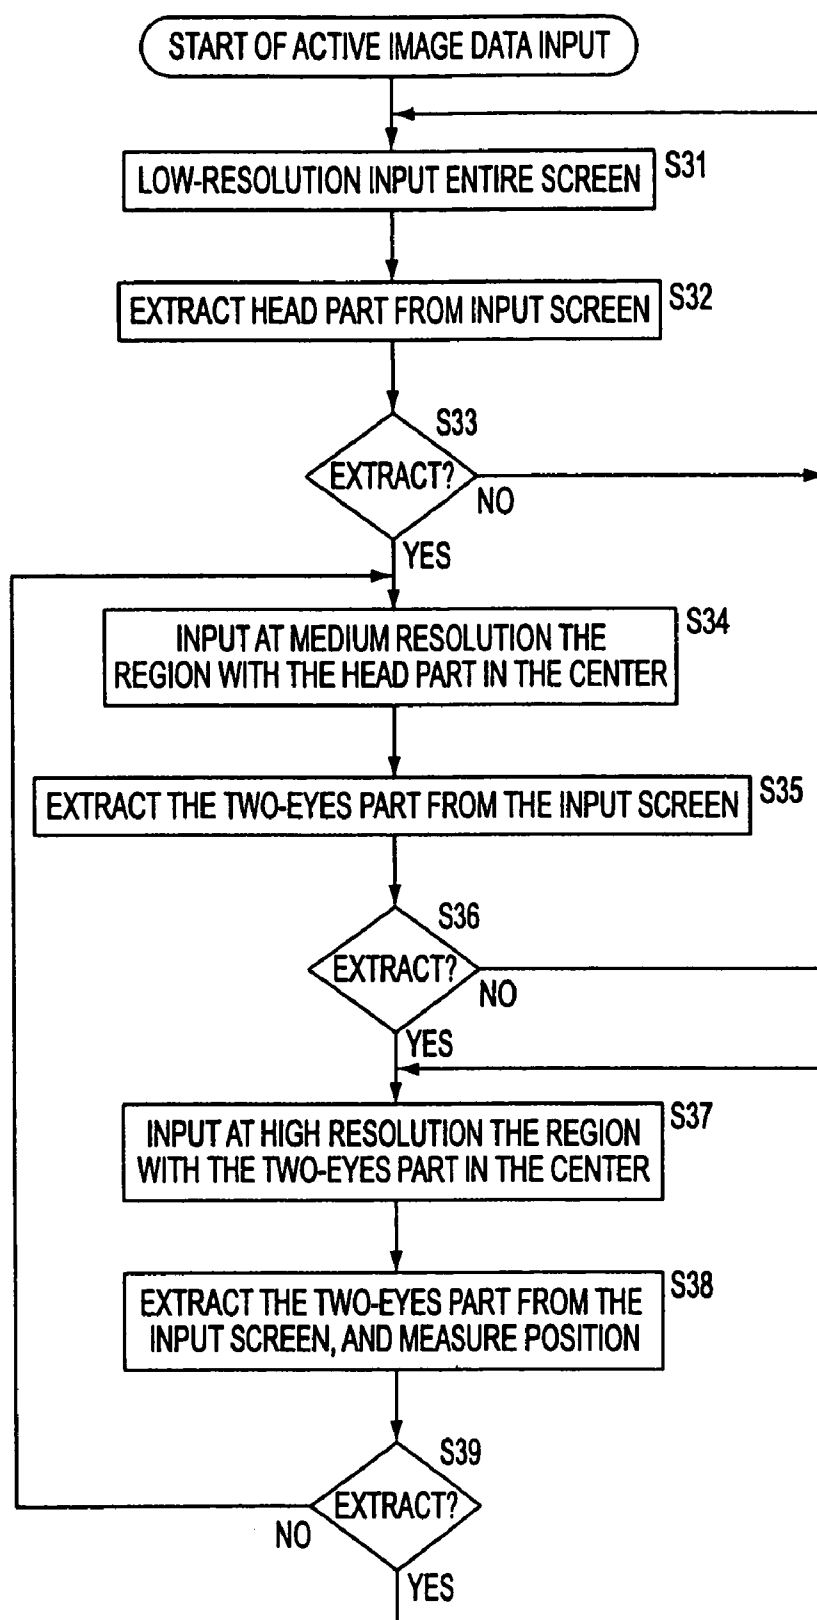 START OF ACTIVE IMAGE DATA INPUT
LOW-RESOLUTION INPUT ENTIRE SCREEN
S31
EXTRACT HEAD PART FROM INPUT SCREEN
S32
S33
EXTRACT?
NO
YES
S34
INPUT AT MEDIUM RESOLUTION THE
REGION WITH THE HEAD PART IN THE CENTER
EXTRACT THE TWO-EYES PART FROM THE INPUT SCREEN
S35
S36
EXTRACT?
NO
YES
S37
INPUT AT HIGH RESOLUTION THE REGION
WITH THE TWO-EYES PART IN THE CENTER
S38
EXTRACT THE TWO-EYES PART FROM THE
INPUT SCREEN, AND MEASURE POSITION
S39
EXTRACT?
NO
YES